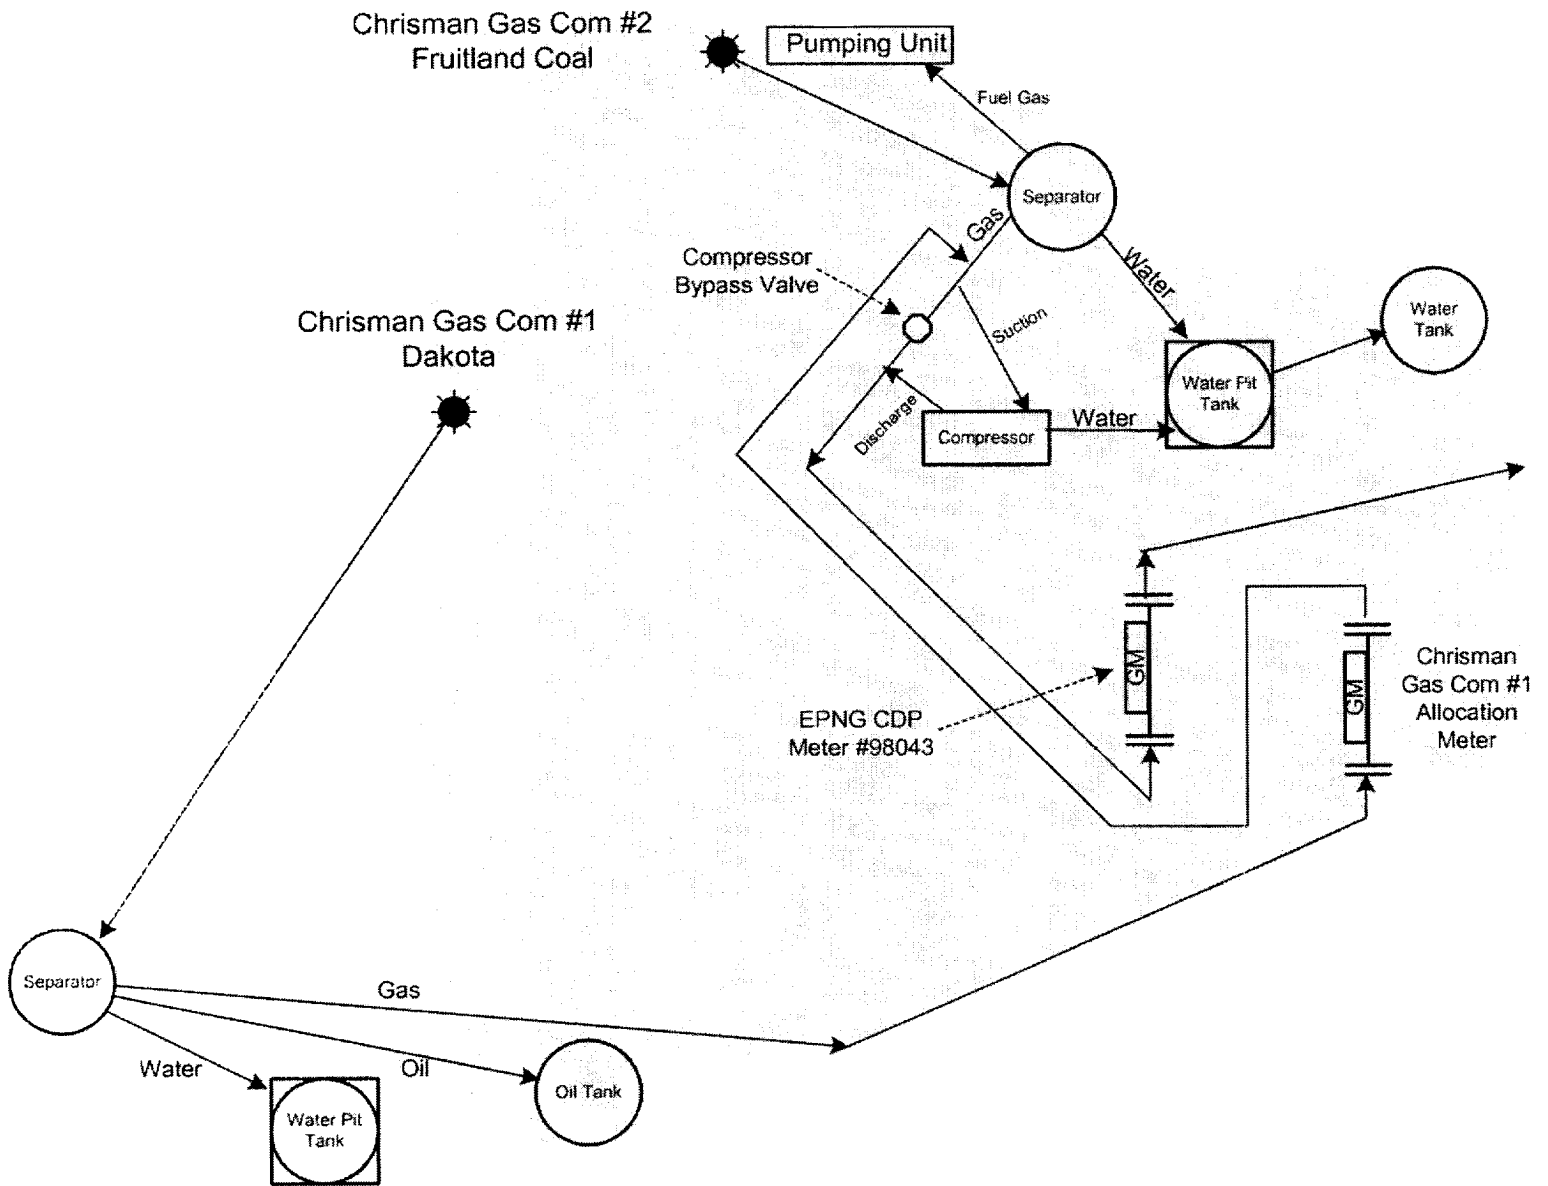 Chrisman Gas Com #2
Fruitland Coal
Pumping Unit
Fuel Gas
Separator
Gas
Water
Compressor
Bypass Valve
Suction
Water
Tank
Chrisman Gas Com #1
Dakota
Water Pit
Tank
Discharge
Compressor
Water
GM
GM
Chrisman
Gas Com #1
Allocation
Meter
EPNG CDP
Meter #98043
Separator
Gas
Water
Oil
Oil Tank
Water Pit
Tank